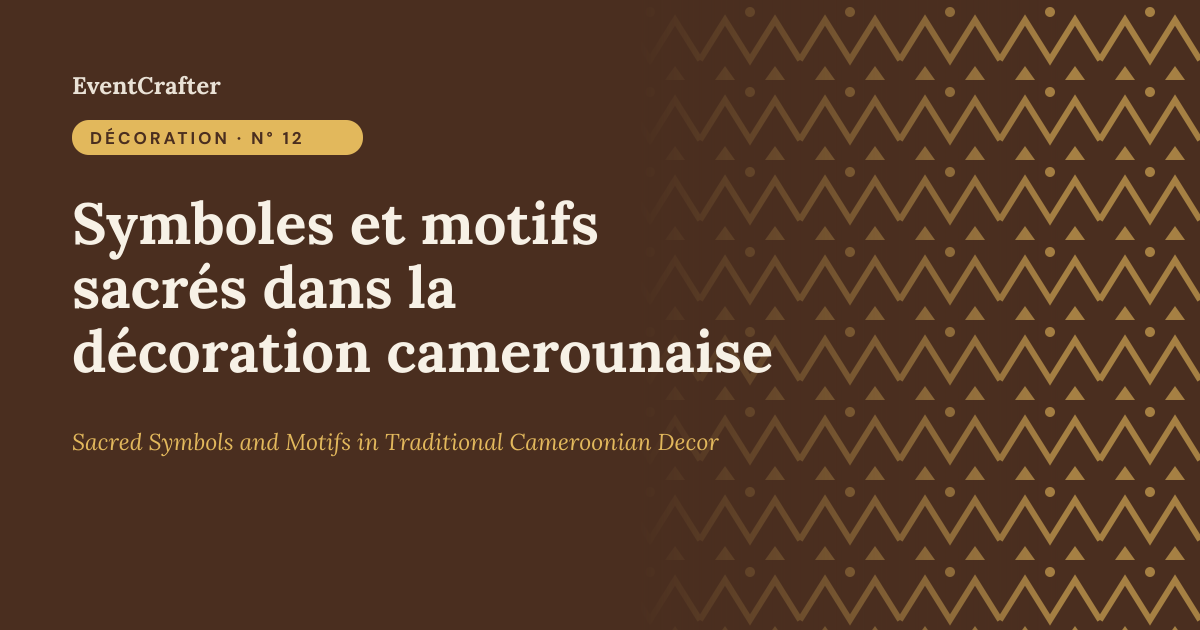 EventCrafter
DÉCORATION · N° 12
Symboles et motifs
sacrés dans la
décoration camerounaise
Sacred Symbols and Motifs in Traditional Cameroonian Decor